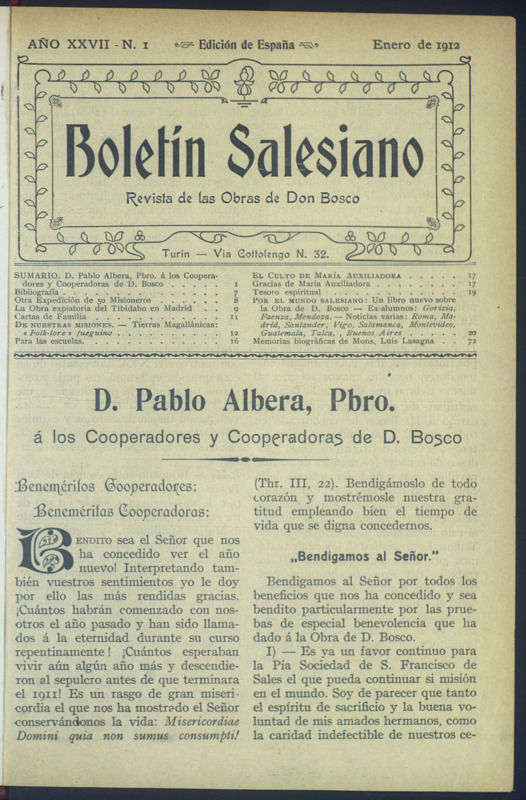 AÑO XXVII - N. 1 Edición de España Enero de 1912
Boletín Salesiano
Revista de las Obras de Don Bosco
Turín — Via Cottolengo N. 32.
SUMARIO. D. Pablo Albera, Pbro. á los Coopera-
dores y Cooperadoras de D. Bosco . . . . . . 1
Bibliografía . . . . . . . . . . . . . . . . 7
Otra Expedición de 50 Misioneros . . . . . . 8
La Obra expiatoria del Tibidabo en Madrid . 9
Cartas de Familia . . . . . . . . . . . . . 11
DE NUESTRAS MISIONES. — Tierras Magallánicas:
« Folk-lore » fueguino . . . . . . . . . . . 12
Para las escuelas. . . . . . . . . . . . . . 16
EL CULTO DE MARÍA AUXILIADORA . . . . . 17
Gracias de María Auxiliadora . . . . . . . . 17
Tesoro espiritual . . . . . . . . . . . . . 19
POR EL MUNDO SALESIANO: Un libro nuevo sobre
la Obra de D. Bosco — Ex-alumnos: Gorizia;
Faenza, Mendoza. — Noticias varias: Roma, Ma-
drid, Santander, Vigo, Salamanca, Montevideo,
Guatemala, Talca, Buenos Aires . . . . . . . 20
Memorias biográficas de Mons. Luis Lasagna . 72
D. Pablo Albera, Pbro.
á los Cooperadores y Cooperadoras de D. Bosco
Beneméritos Cooperadores:
Beneméritas Cooperadoras:
BENDITO sea el Señor que nos
ha concedido ver el año
nuevo! Interpretando tam-
bién vuestros sentimientos yo le doy
por ello las más rendidas gracias.
¡Cuántos habrán comenzado con nos-
otros el año pasado y han sido llama-
dos á la eternidad durante su curso
repentinamente! ¡Cuántos esperaban
vivir aún algún año más y descendie-
ron al sepulcro antes de que terminara
el 1911! Es un rasgo de gran miseri-
cordia el que nos ha mostrado el Señor
conservándonos la vida: Misericordiae
Domini quia non sumus consumpti!
(Thr. III, 22). Bendigámoslo de todo
corazón y mostrémosle nuestra gra-
titud empleando bien el tiempo de
vida que se digna concedernos.
„Bendigamos al Señor."
Bendigamos al Señor por todos los
beneficios que nos ha concedido y sea
bendito particularmente por las prue-
bas de especial benevolencia que ha
dado á la Obra de D. Bosco.
I) — Es ya un favor continuo para
la Pía Sociedad de S. Francisco de
Sales el que pueda continuar si misión
en el mundo. Soy de parecer que tanto
el espíritu de sacrificio y la buena vo-
luntad de mis amados hermanos, como
la caridad indefectible de nuestros ce-